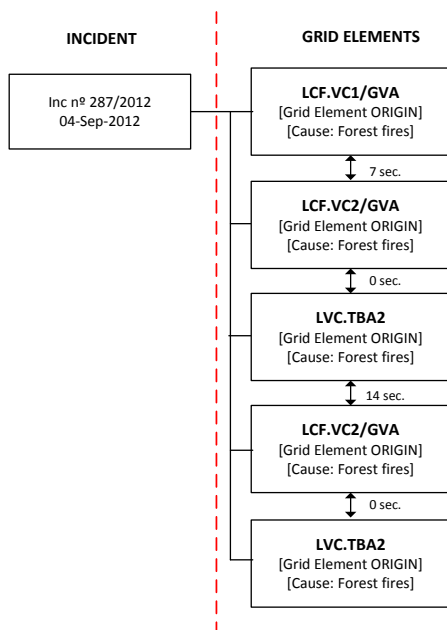 INCIDENT
GRID ELEMENTS
Inc nº 287/2012
04-Sep-2012
LCF.VC1/GVA
[Grid Element ORIGIN]
[Cause: Forest fires]
7 sec.
LCF.VC2/GVA
[Grid Element ORIGIN]
[Cause: Forest fires]
0 sec.
LVC.TBA2
[Grid Element ORIGIN]
[Cause: Forest fires]
14 sec.
LCF.VC2/GVA
[Grid Element ORIGIN]
[Cause: Forest fires]
0 sec.
LVC.TBA2
[Grid Element ORIGIN]
[Cause: Forest fires]